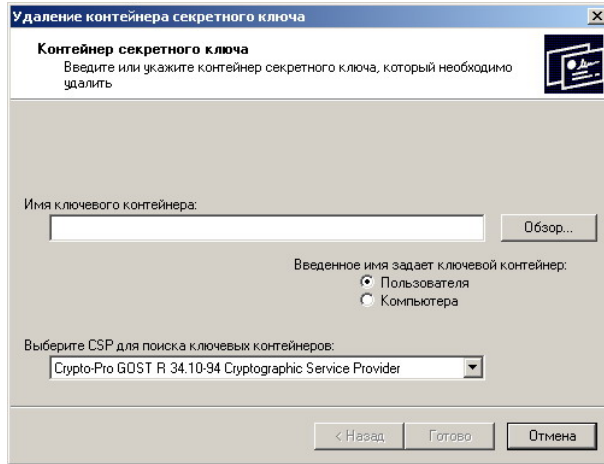 Удаление контейнера секретного ключа
Контейнер секретного ключа
Введите или укажите контейнер секретного ключа, который необходимо
удалить
Имя ключевого контейнера:
Обзор...
Введенное имя задает ключевой контейнер:
Пользователя
Компьютера
Выберите CSP для поиска ключевых контейнеров:
Crypto-Pro GOST R 34.10-94 Cryptographic Service Provider
< Назад Готово Отмена